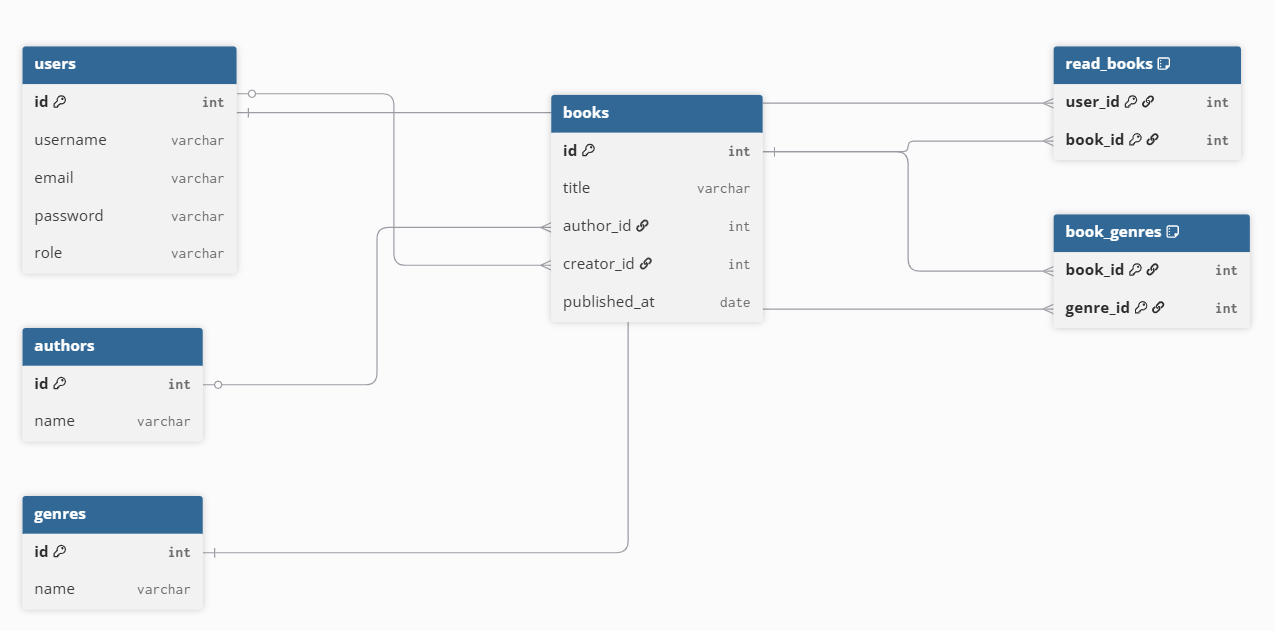 users
id int
username varchar
email varchar
password varchar
role varchar
authors
id int
name varchar
genres
id int
name varchar
books
id int
title varchar
author_id int
creator_id int
published_at date
read_books
user_id int
book_id int
book_genres
book_id int
genre_id int